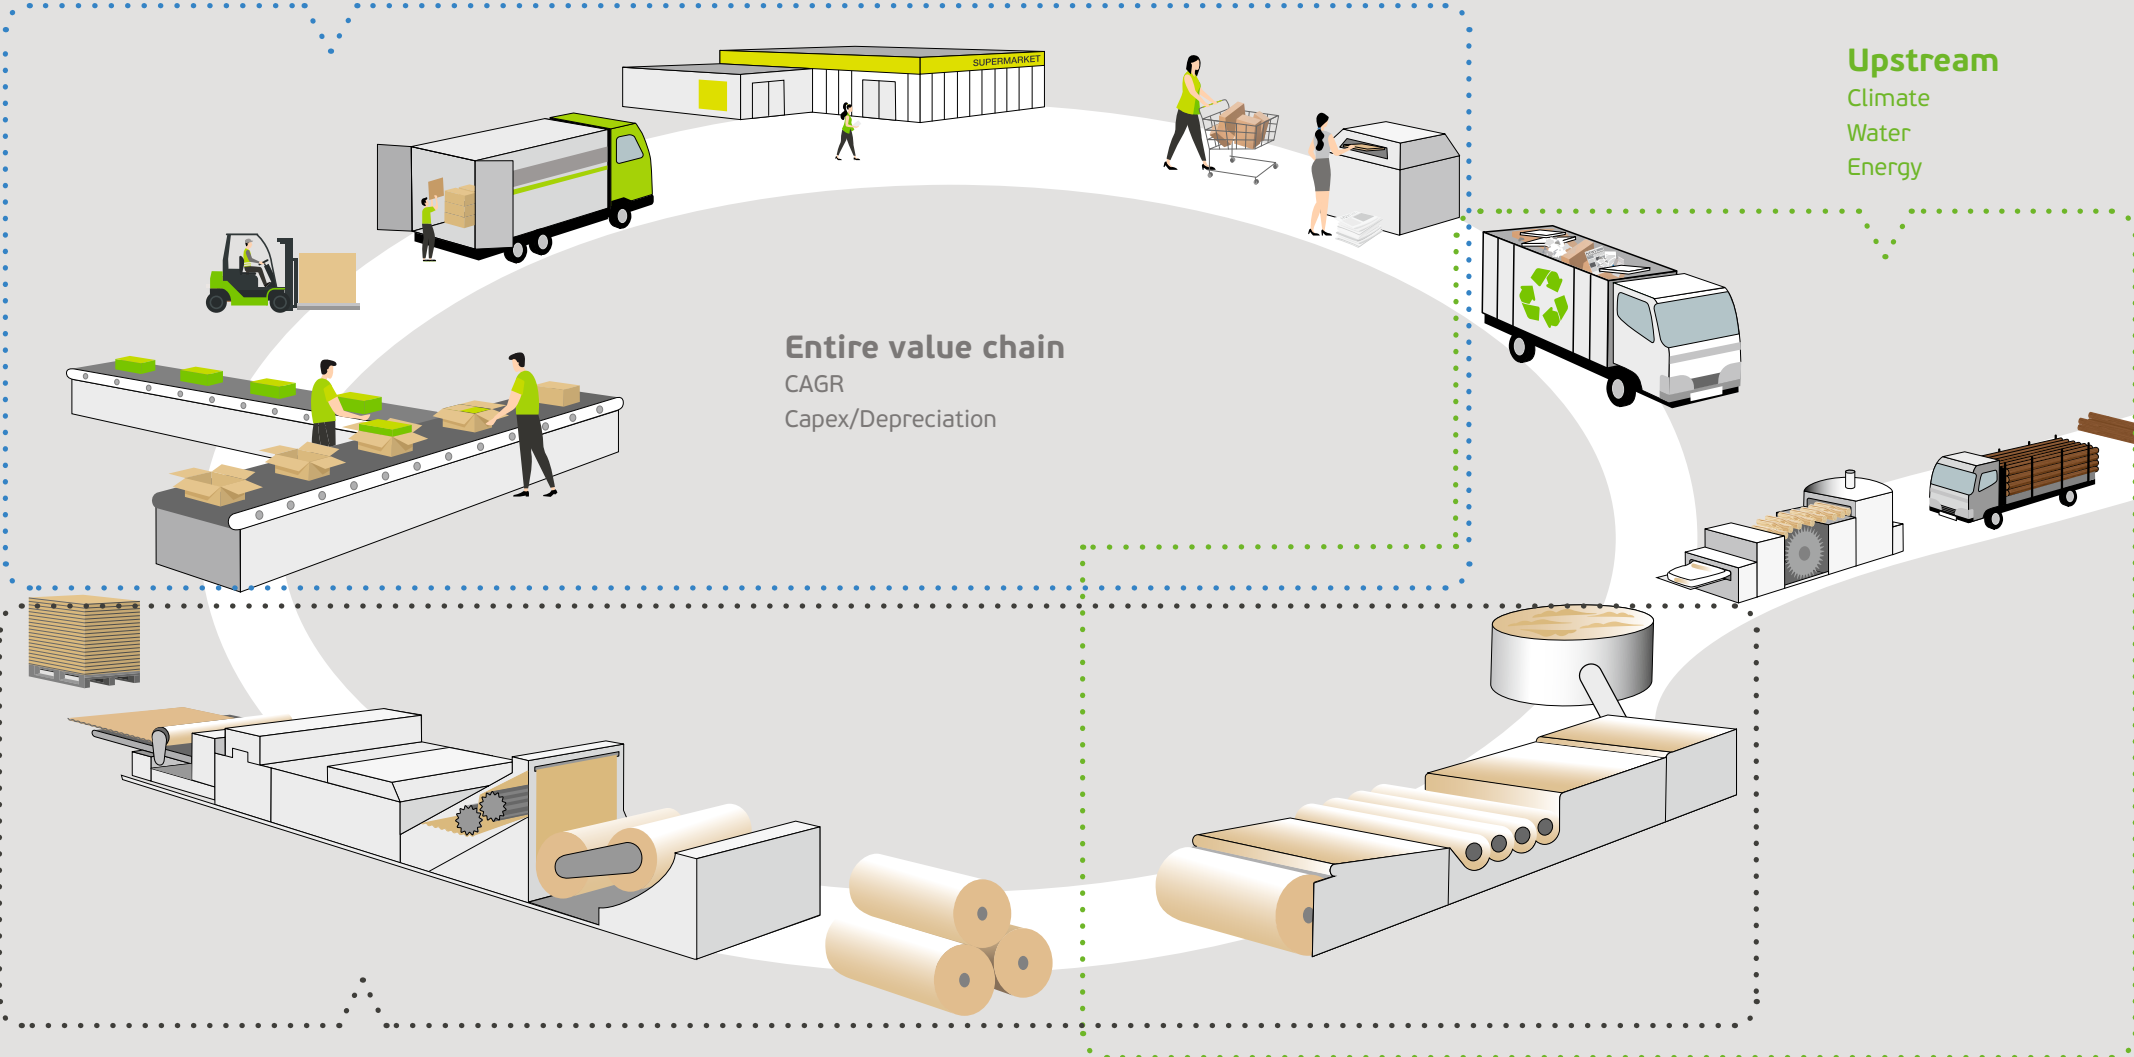 SUPERMARKET
Upstream
Climate
Water
Energy
Entire value chain
CAGR
Capex/Depreciation